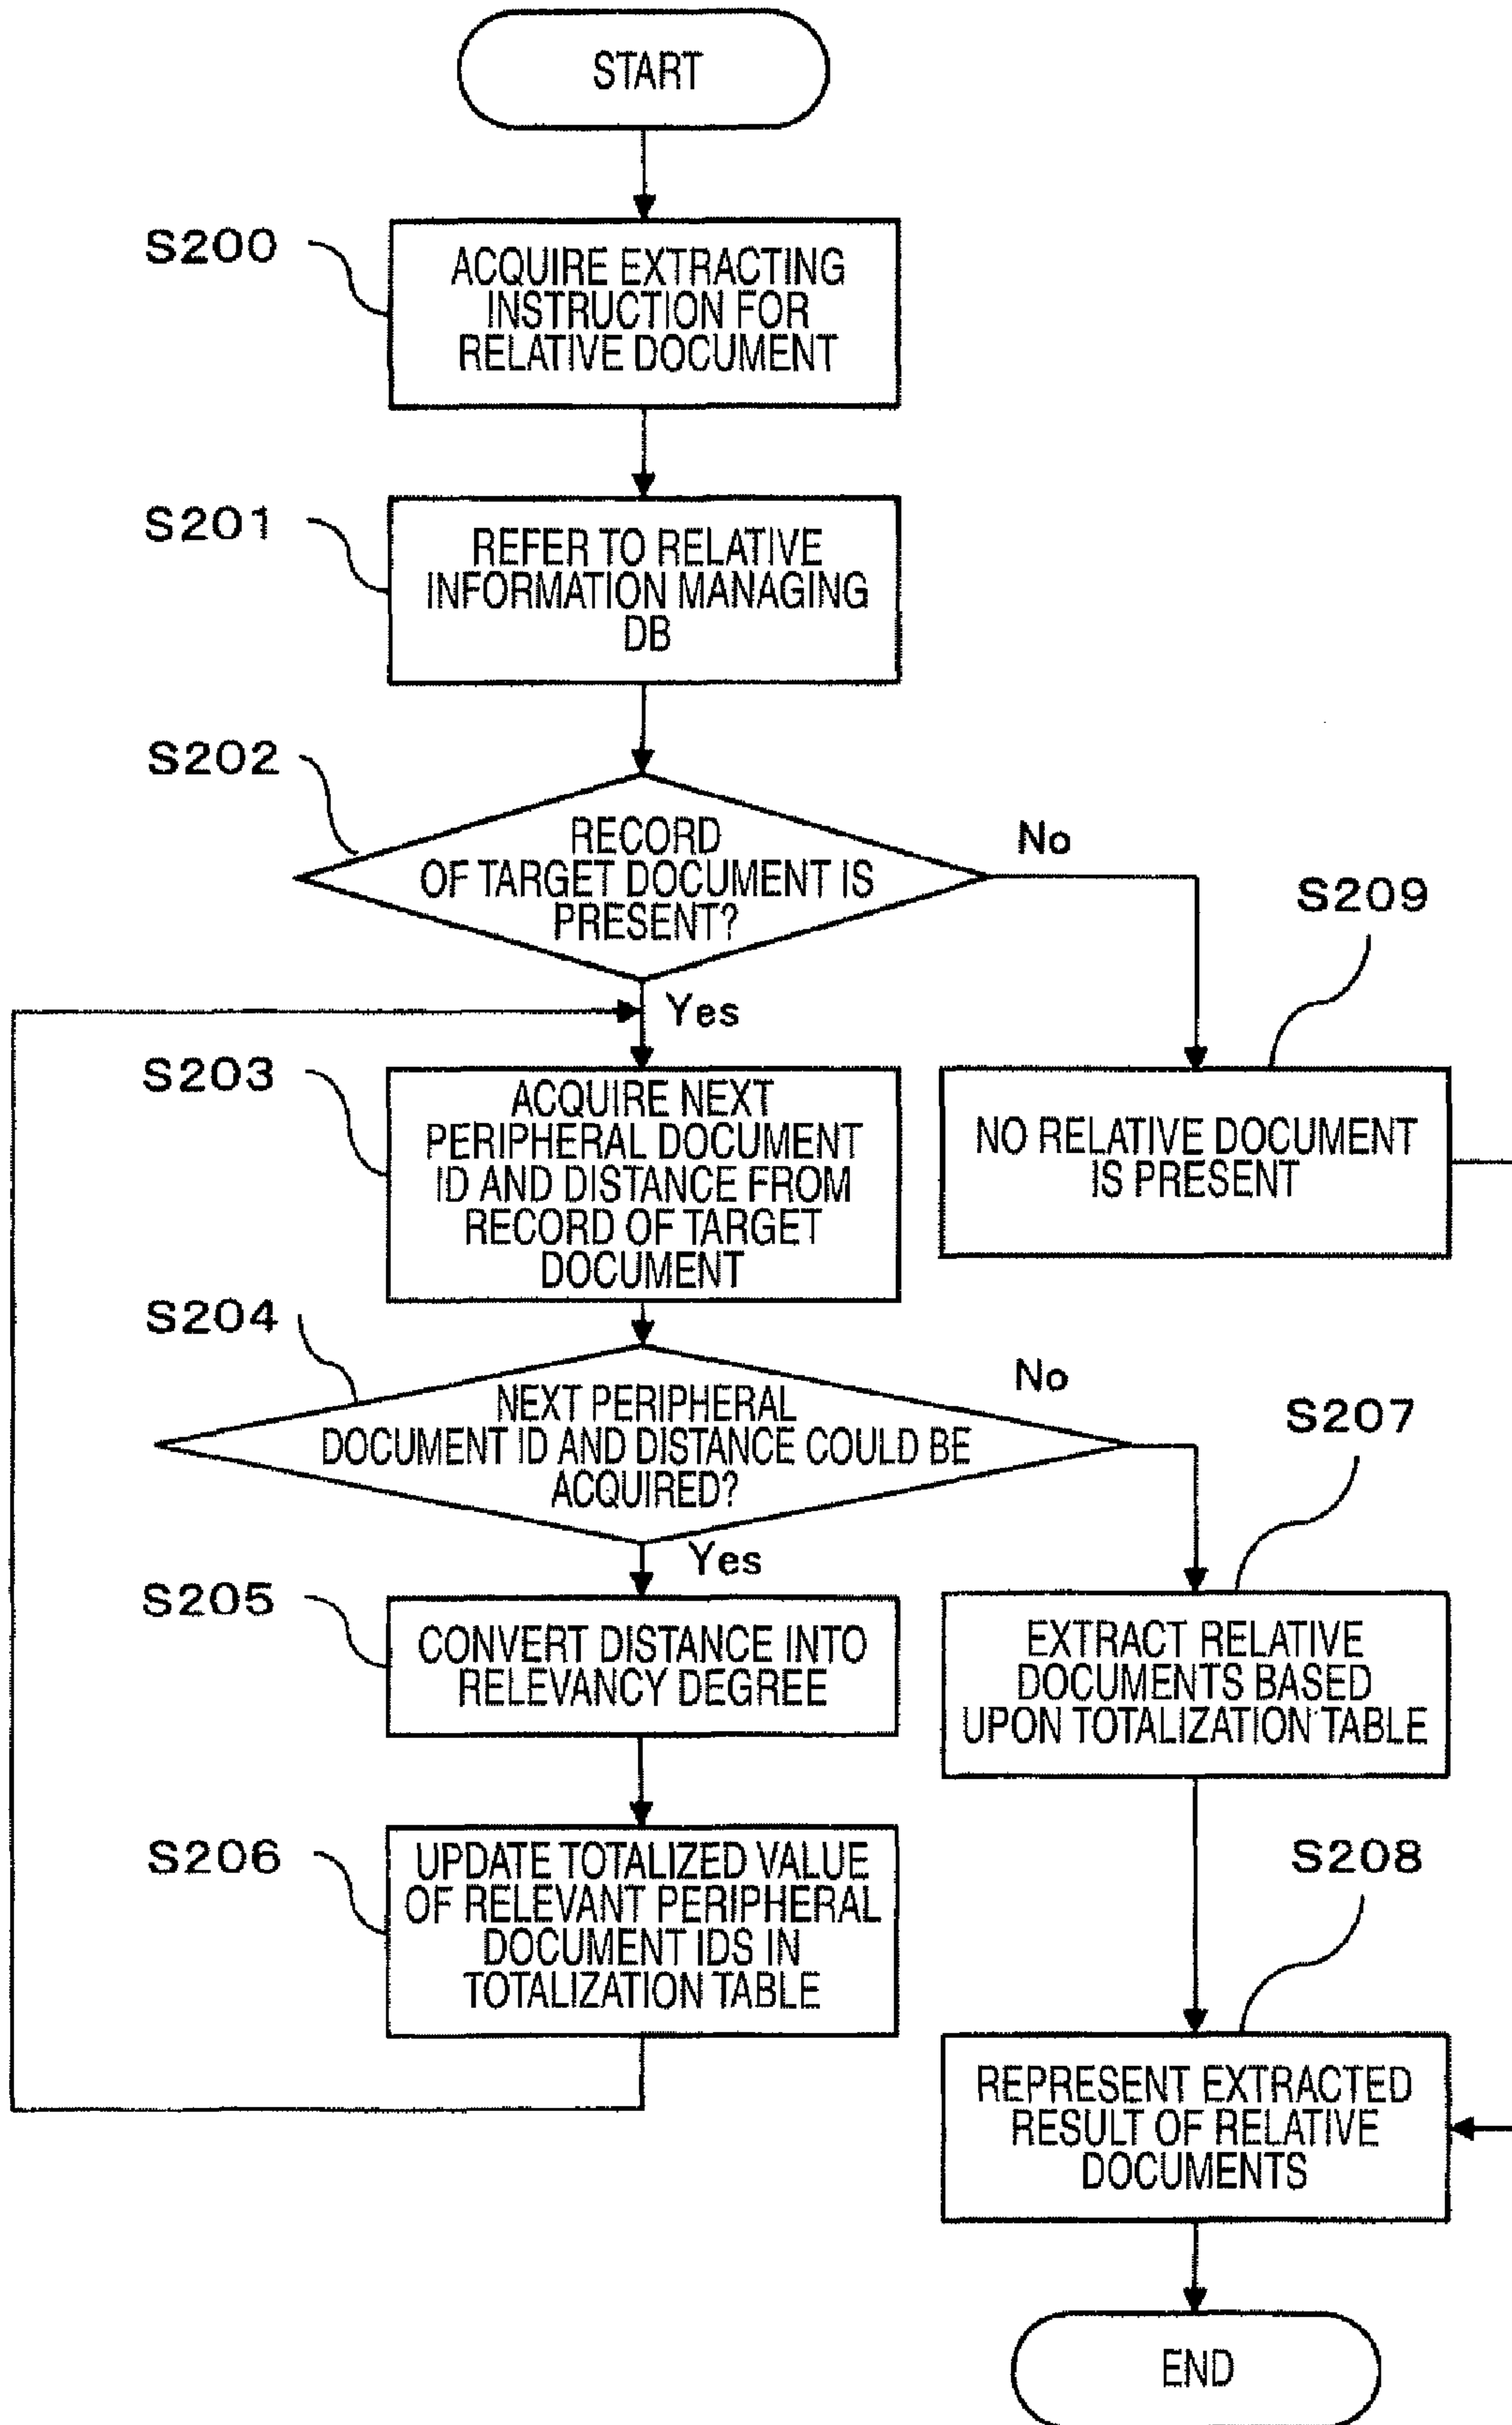 START
S200
ACQUIRE EXTRACTING
INSTRUCTION FOR
RELATIVE DOCUMENT
S201
REFER TO RELATIVE
INFORMATION MANAGING
DB
S202
RECORD
OF TARGET DOCUMENT IS
PRESENT?
No
Yes
S209
NO RELATIVE DOCUMENT
IS PRESENT
S203
ACQUIRE NEXT
PERIPHERAL DOCUMENT
ID AND DISTANCE FROM
RECORD OF TARGET
DOCUMENT
S204
NEXT PERIPHERAL
DOCUMENT ID AND DISTANCE COULD BE
ACQUIRED?
No
Yes
S205
CONVERT DISTANCE INTO
RELEVANCY DEGREE
S207
EXTRACT RELATIVE
DOCUMENTS BASED
UPON TOTALIZATION TABLE
S206
UPDATE TOTALIZED VALUE
OF RELEVANT PERIPHERAL
DOCUMENT IDS IN
TOTALIZATION TABLE
S208
REPRESENT EXTRACTED
RESULT OF RELATIVE
DOCUMENTS
END